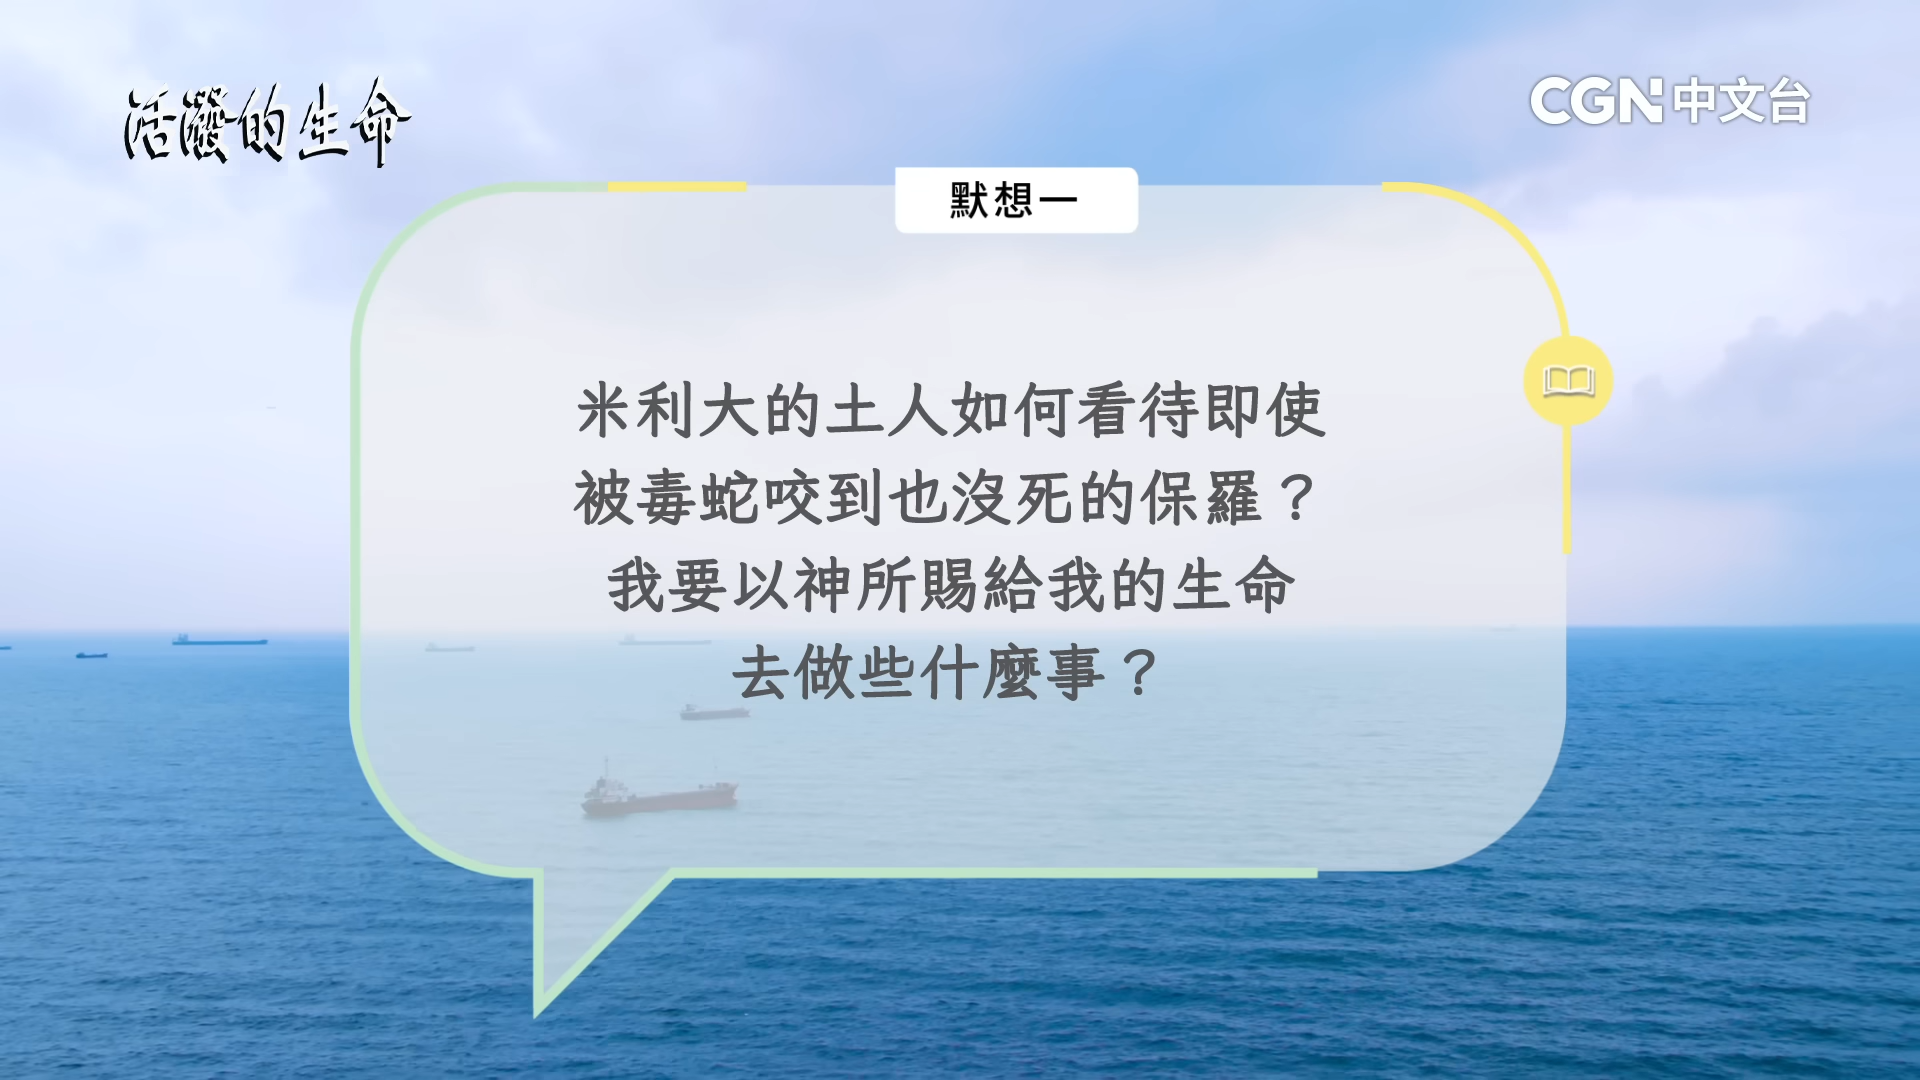 活潑的生命
CGN中文台
默想一
米利大的土人如何看待即使
被毒蛇咬到也沒死的保羅？
我要以神所賜給我的生命
去做些什麼事？